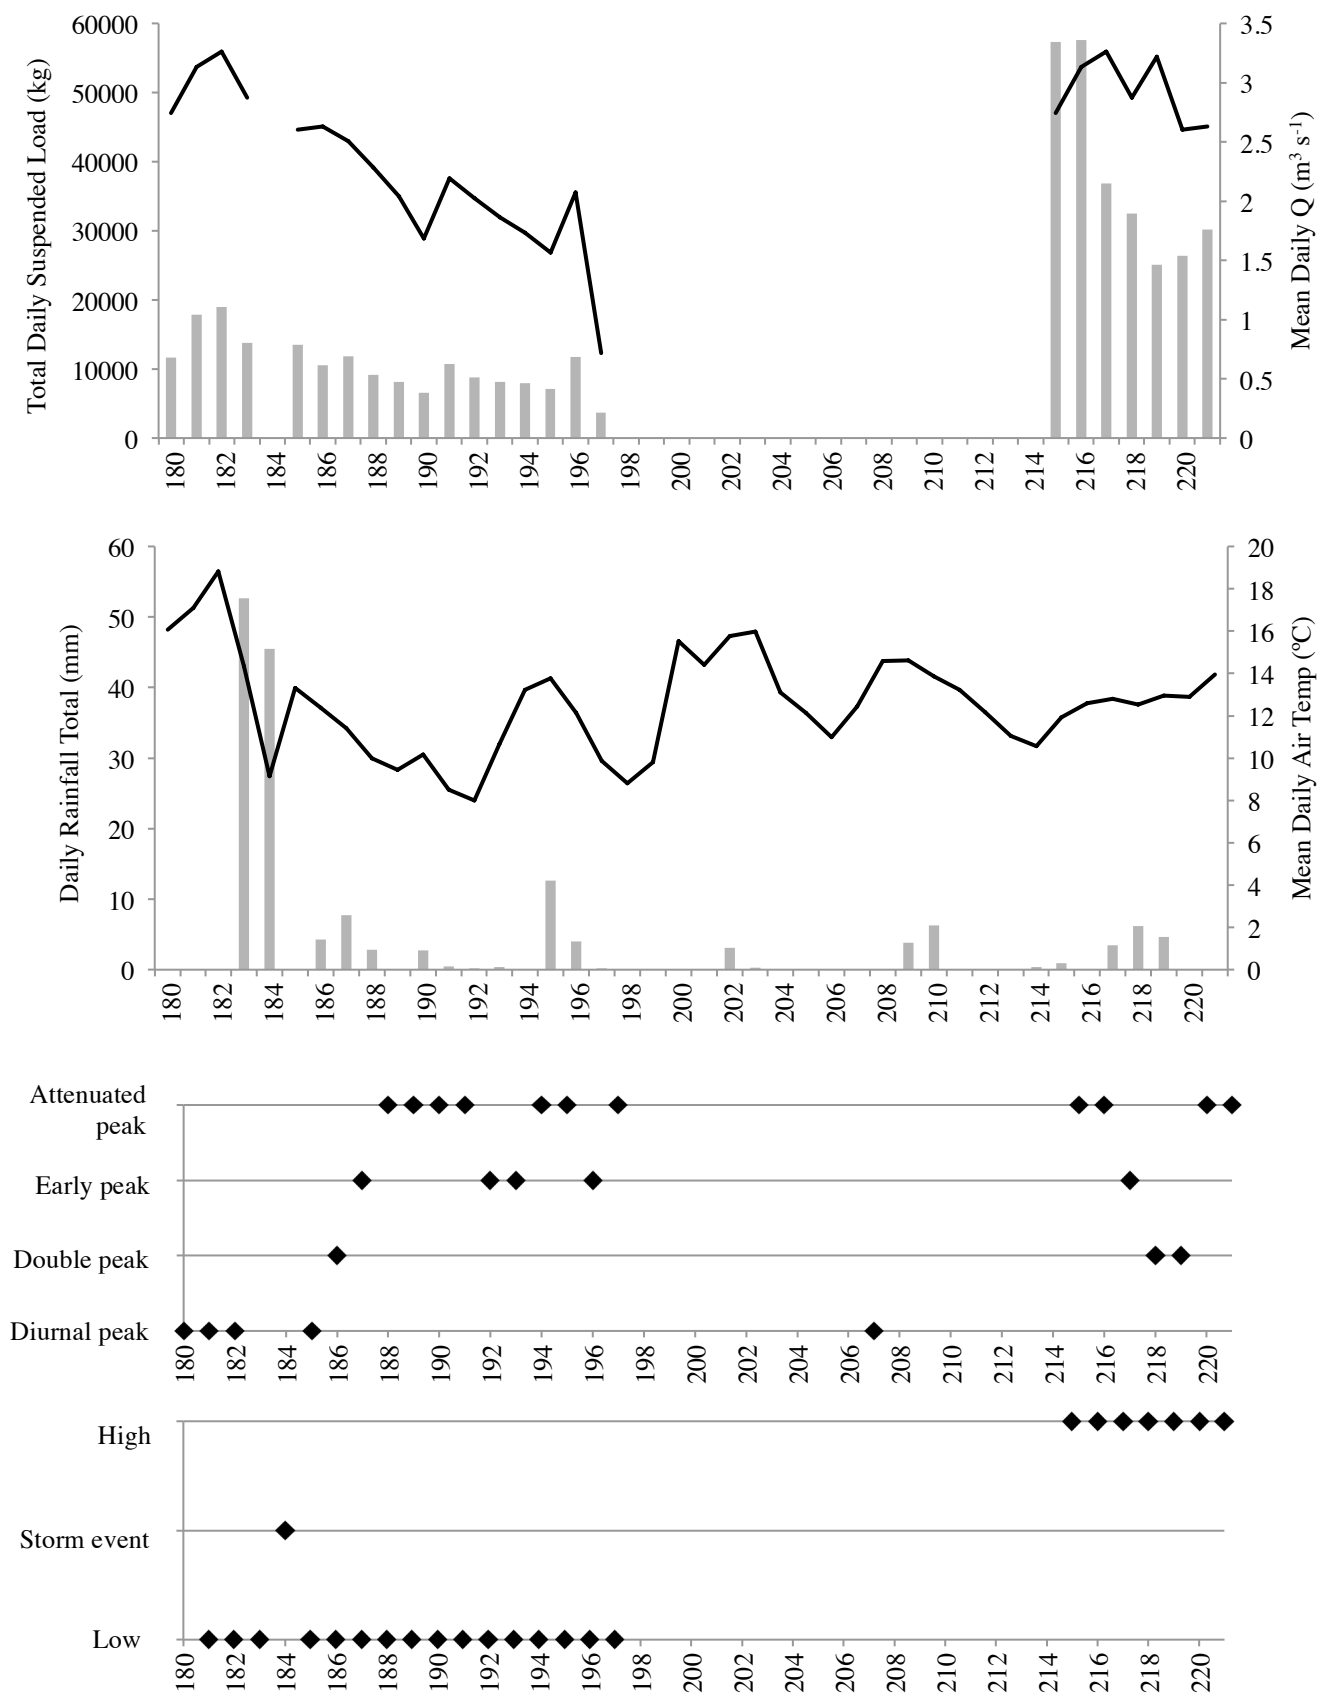 60000
50000
40000
30000
20000
10000
0
Total Daily Suspended Load (kg)
3.5
3
2.5
2
1.5
1
0.5
0
Mean Daily Q (m³ s⁻¹)
180 182 184 186 188 190 192 194 196 198 200 202 204 206 208 210 212 214 216 218 220
60
50
40
30
20
10
0
Daily Rainfall Total (mm)
20
18
16
14
12
10
8
6
4
2
0
Mean Daily Air Temp (°C)
180 182 184 186 188 190 192 194 196 198 200 202 204 206 208 210 212 214 216 218 220
Attenuated
peak
Early peak
Double peak
Diurnal peak
180 182 184 186 188 190 192 194 196 198 200 202 204 206 208 210 212 214 216 218 220
High
Storm event
Low
180 182 184 186 188 190 192 194 196 198 200 202 204 206 208 210 212 214 216 218 220